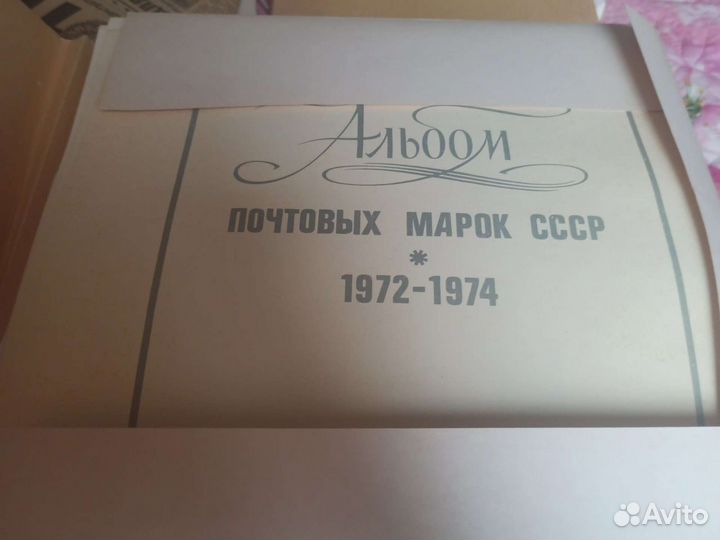 Альбом
ПОЧТОВЫХ МАРОК СССР
*
1972-1974
Avito